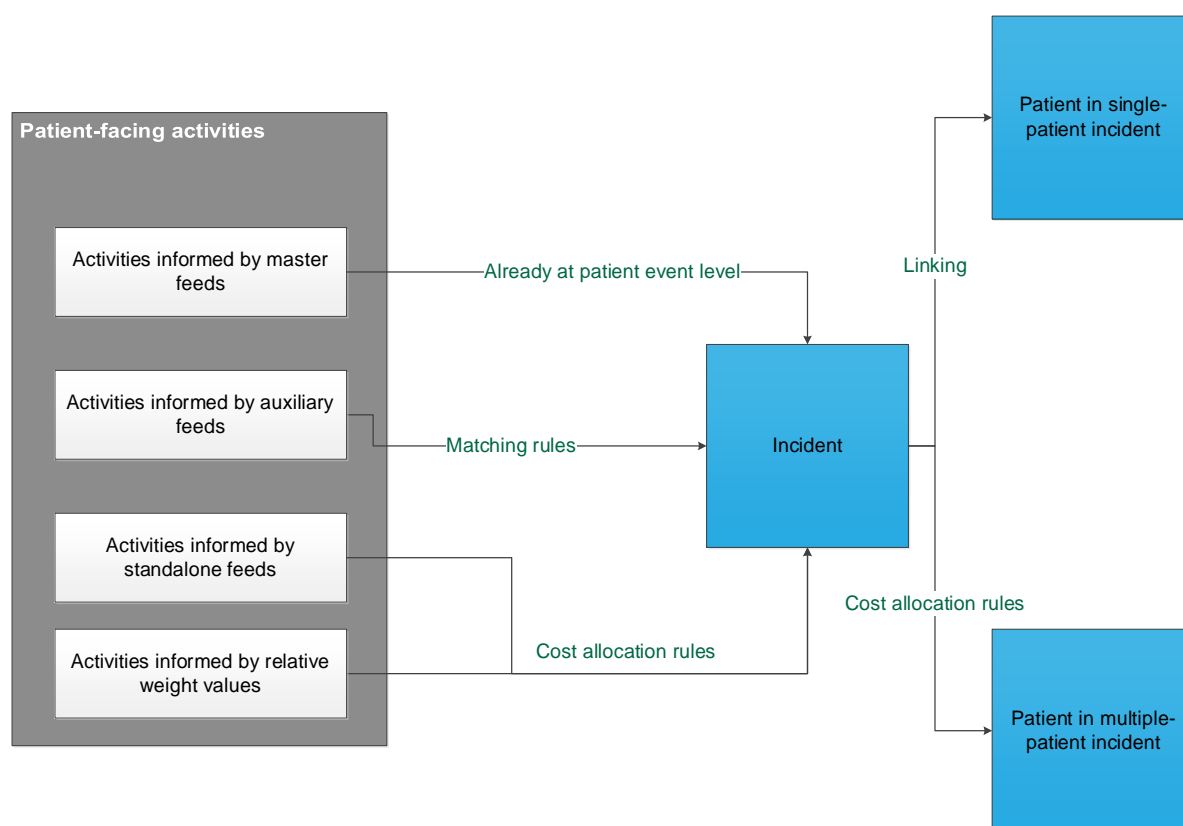 Patient-facing activities
Activities informed by master
feeds
Activities informed by auxiliary
feeds
Activities informed by
standalone feeds
Activities informed by relative
weight values
Already at patient event level
Matching rules
Cost allocation rules
Incident
Linking
Cost allocation rules
Patient in single-
patient incident
Patient in multiple-
patient incident